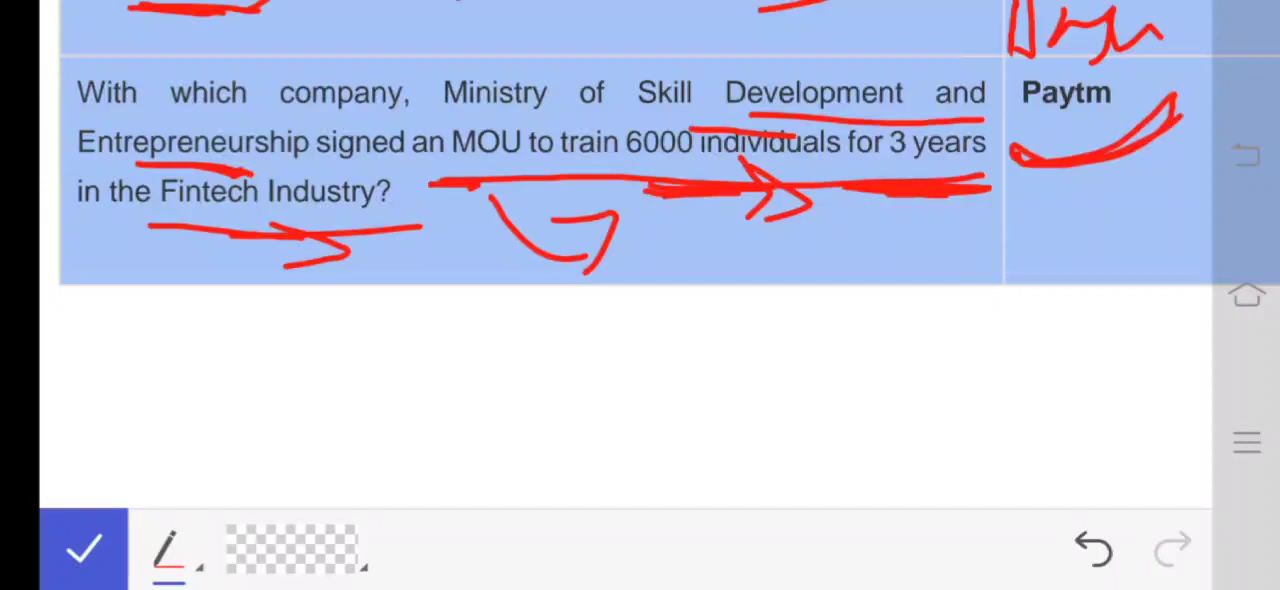 With which company, Ministry of Skill Development and
Paytm
Entrepreneurship signed an MOU to train 6000 individuals for 3 years
in the Fintech Industry?